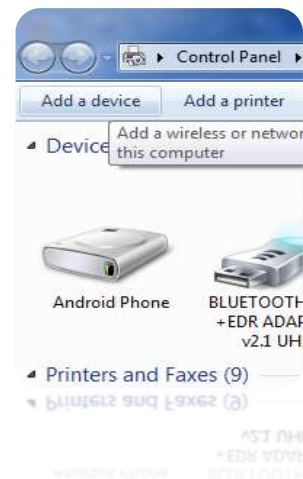 Control Panel
Add a device Add a printer
Device
Add a wireless or networ
this computer
Android Phone
BLUETOOTH
+EDR ADAP
v2.1 UHE
Printers and Faxes (9)